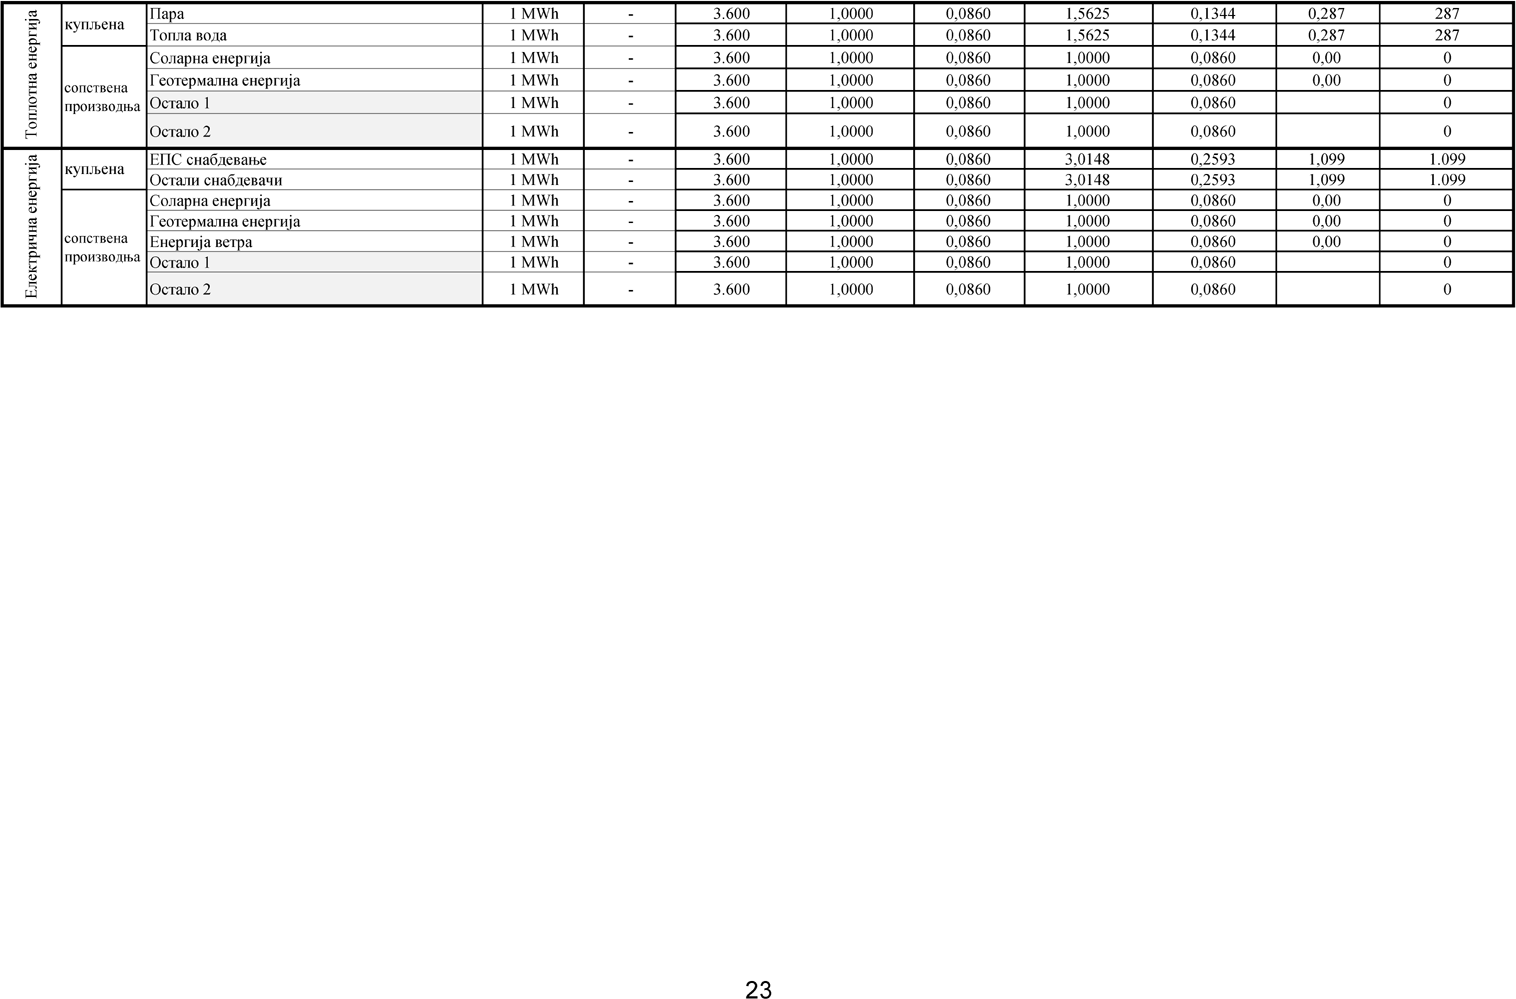 Топлотна енергија
купљена
Пара 1 MWh - 3.600 1,0000 0,0860 1,5625 0,1344 0,287 287
Топла вода 1 MWh - 3.600 1,0000 0,0860 1,5625 0,1344 0,287 287
сопствена
производња
Соларна енергија 1 MWh - 3.600 1,0000 0,0860 1,0000 0,0860 0,00 0
Геотермална енергија 1 MWh - 3.600 1,0000 0,0860 1,0000 0,0860 0,00 0
Остало 1 1 MWh - 3.600 1,0000 0,0860 1,0000 0,0860 0
Остало 2 1 MWh - 3.600 1,0000 0,0860 1,0000 0,0860 0
Електрична енергија
купљена
ЕПС снабдевање 1 MWh - 3.600 1,0000 0,0860 3,0148 0,2593 1,099 1.099
Остали снабдевачи 1 MWh - 3.600 1,0000 0,0860 3,0148 0,2593 1,099 1.099
сопствена
производња
Соларна енергија 1 MWh - 3.600 1,0000 0,0860 1,0000 0,0860 0,00 0
Геотермална енергија 1 MWh - 3.600 1,0000 0,0860 1,0000 0,0860 0,00 0
Енергија ветра 1 MWh - 3.600 1,0000 0,0860 1,0000 0,0860 0,00 0
Остало 1 1 MWh - 3.600 1,0000 0,0860 1,0000 0,0860 0
Остало 2 1 MWh - 3.600 1,0000 0,0860 1,0000 0,0860 0
23